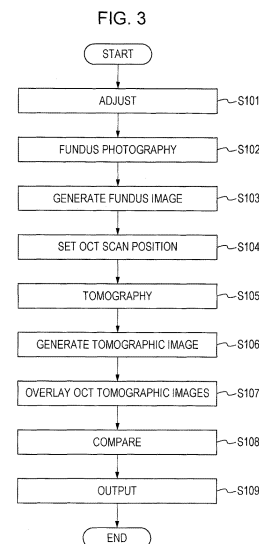 FIG. 3
START
ADJUST S101
FUNDUS PHOTOGRAPHY S102
GENERATE FUNDUS IMAGE S103
SET OCT SCAN POSITION S104
TOMOGRAPHY S105
GENERATE TOMOGRAPHIC IMAGE S106
OVERLAY OCT TOMOGRAPHIC IMAGES S107
COMPARE S108
OUTPUT S109
END